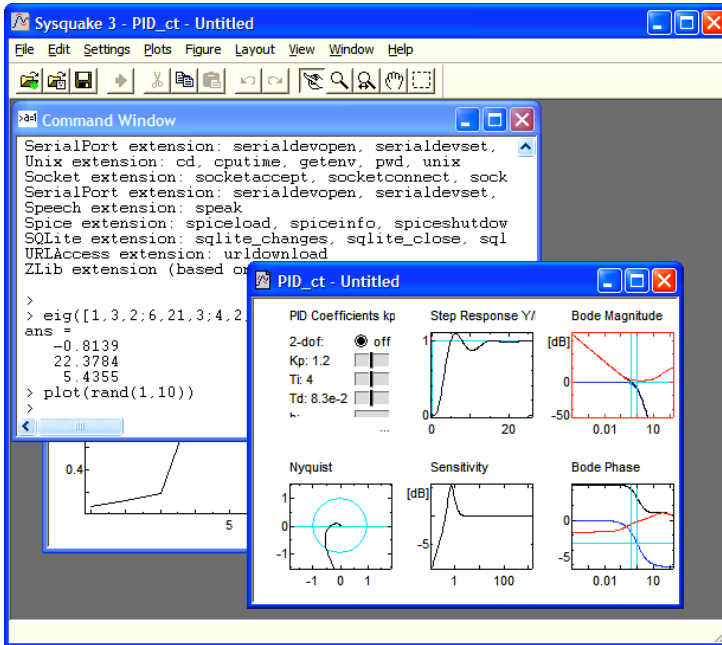 Sysquake 3 - PID_ct - Untitled
File Edit Settings Plots Figure Layout View Window Help
>a=1 Command Window
SerialPort extension: serialdevopen, serialdevset,
Unix extension: cd, cputime, getenv, pwd, unix
Socket extension: socketaccept, socketconnect, sock
SerialPort extension: serialdevopen, serialdevset,
Speech extension: speak
Spice extension: spiceload, spiceinfo, spiceshutdow
SQLite extension: sqlite_changes, sqlite_close, sql
URLAccess extension: urldownload
ZLib extension (based on
>
> eig([1,3,2;6,21,3;4,2,
ans =
-0.8139
22.3784
5.4355
> plot(rand(1,10))
>
0.4
5
PID_ct - Untitled
PID Coefficients kp
2-dof: off
Kp: 1.2
Ti: 4
Td: 8.3e-2
...
Step Response Y/
1
0
0 20
Bode Magnitude
[dB]
0
-50
0.01 10
Nyquist
1
0
-1
-1 0 1
Sensitivity
[dB]
-5
1 100
Bode Phase
0
-5
0.01 10